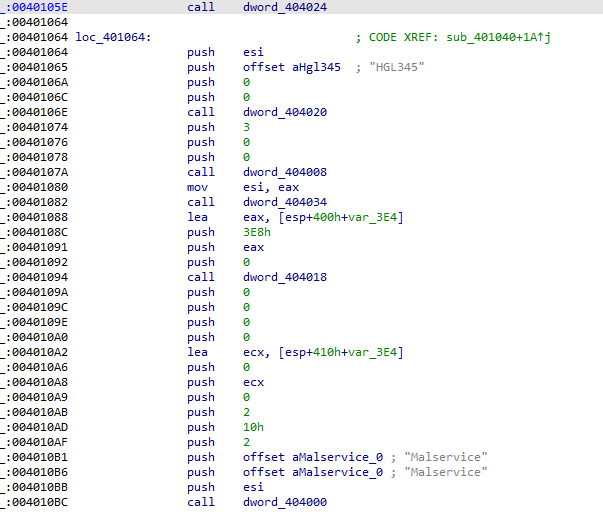 _:0040105E call dword_404024
_:00401064
_:00401064 loc_401064: ; CODE XREF: sub_401040+1A↑j
_:00401064 push esi
_:00401065 push offset aHgl345 ; "HGL345"
_:0040106A push 0
_:0040106C push 0
_:0040106E call dword_404020
_:00401074 push 3
_:00401076 push 0
_:00401078 push 0
_:0040107A call dword_404008
_:00401080 mov esi, eax
_:00401082 call dword_404034
_:00401088 lea eax, [esp+400h+var_3E4]
_:0040108C push 3E8h
_:00401091 push eax
_:00401092 push 0
_:00401094 call dword_404018
_:0040109A push 0
_:0040109C push 0
_:0040109E push 0
_:004010A0 push 0
_:004010A2 lea ecx, [esp+410h+var_3E4]
_:004010A6 push 0
_:004010A8 push ecx
_:004010A9 push 0
_:004010AB push 2
_:004010AD push 10h
_:004010AF push 2
_:004010B1 push offset aMalservice_0 ; "Malservice"
_:004010B6 push offset aMalservice_0 ; "Malservice"
_:004010BB push esi
_:004010BC call dword_404000